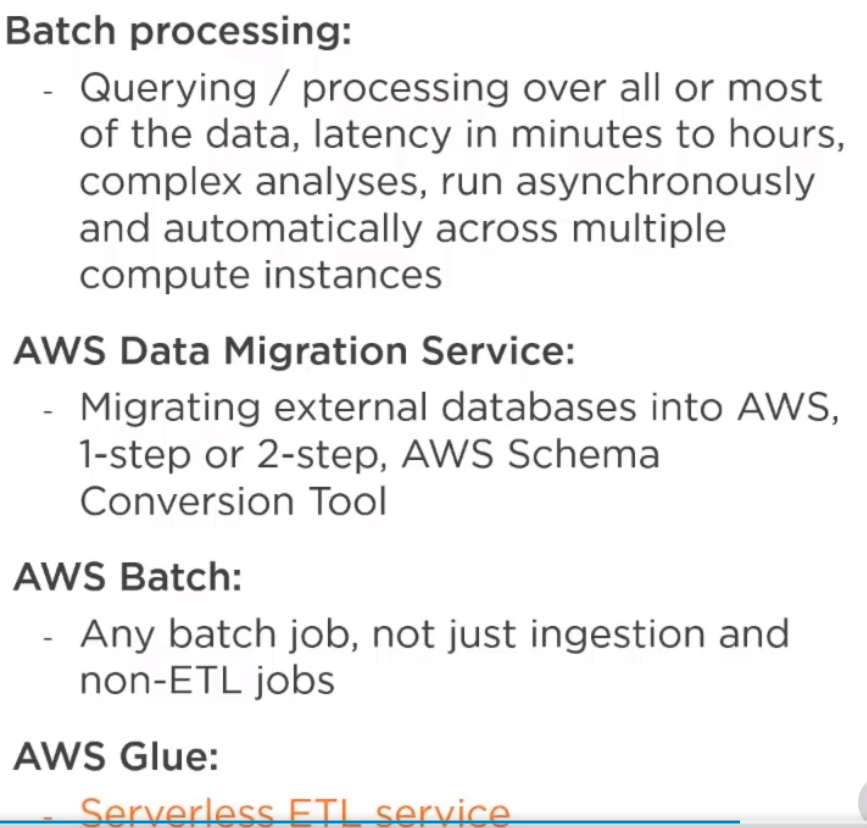 Batch processing:
- Querying / processing over all or most
of the data, latency in minutes to hours,
complex analyses, run asynchronously
and automatically across multiple
compute instances
AWS Data Migration Service:
- Migrating external databases into AWS,
1-step or 2-step, AWS Schema
Conversion Tool
AWS Batch:
- Any batch job, not just ingestion and
non-ETL jobs
AWS Glue:
- Serverless ETL service